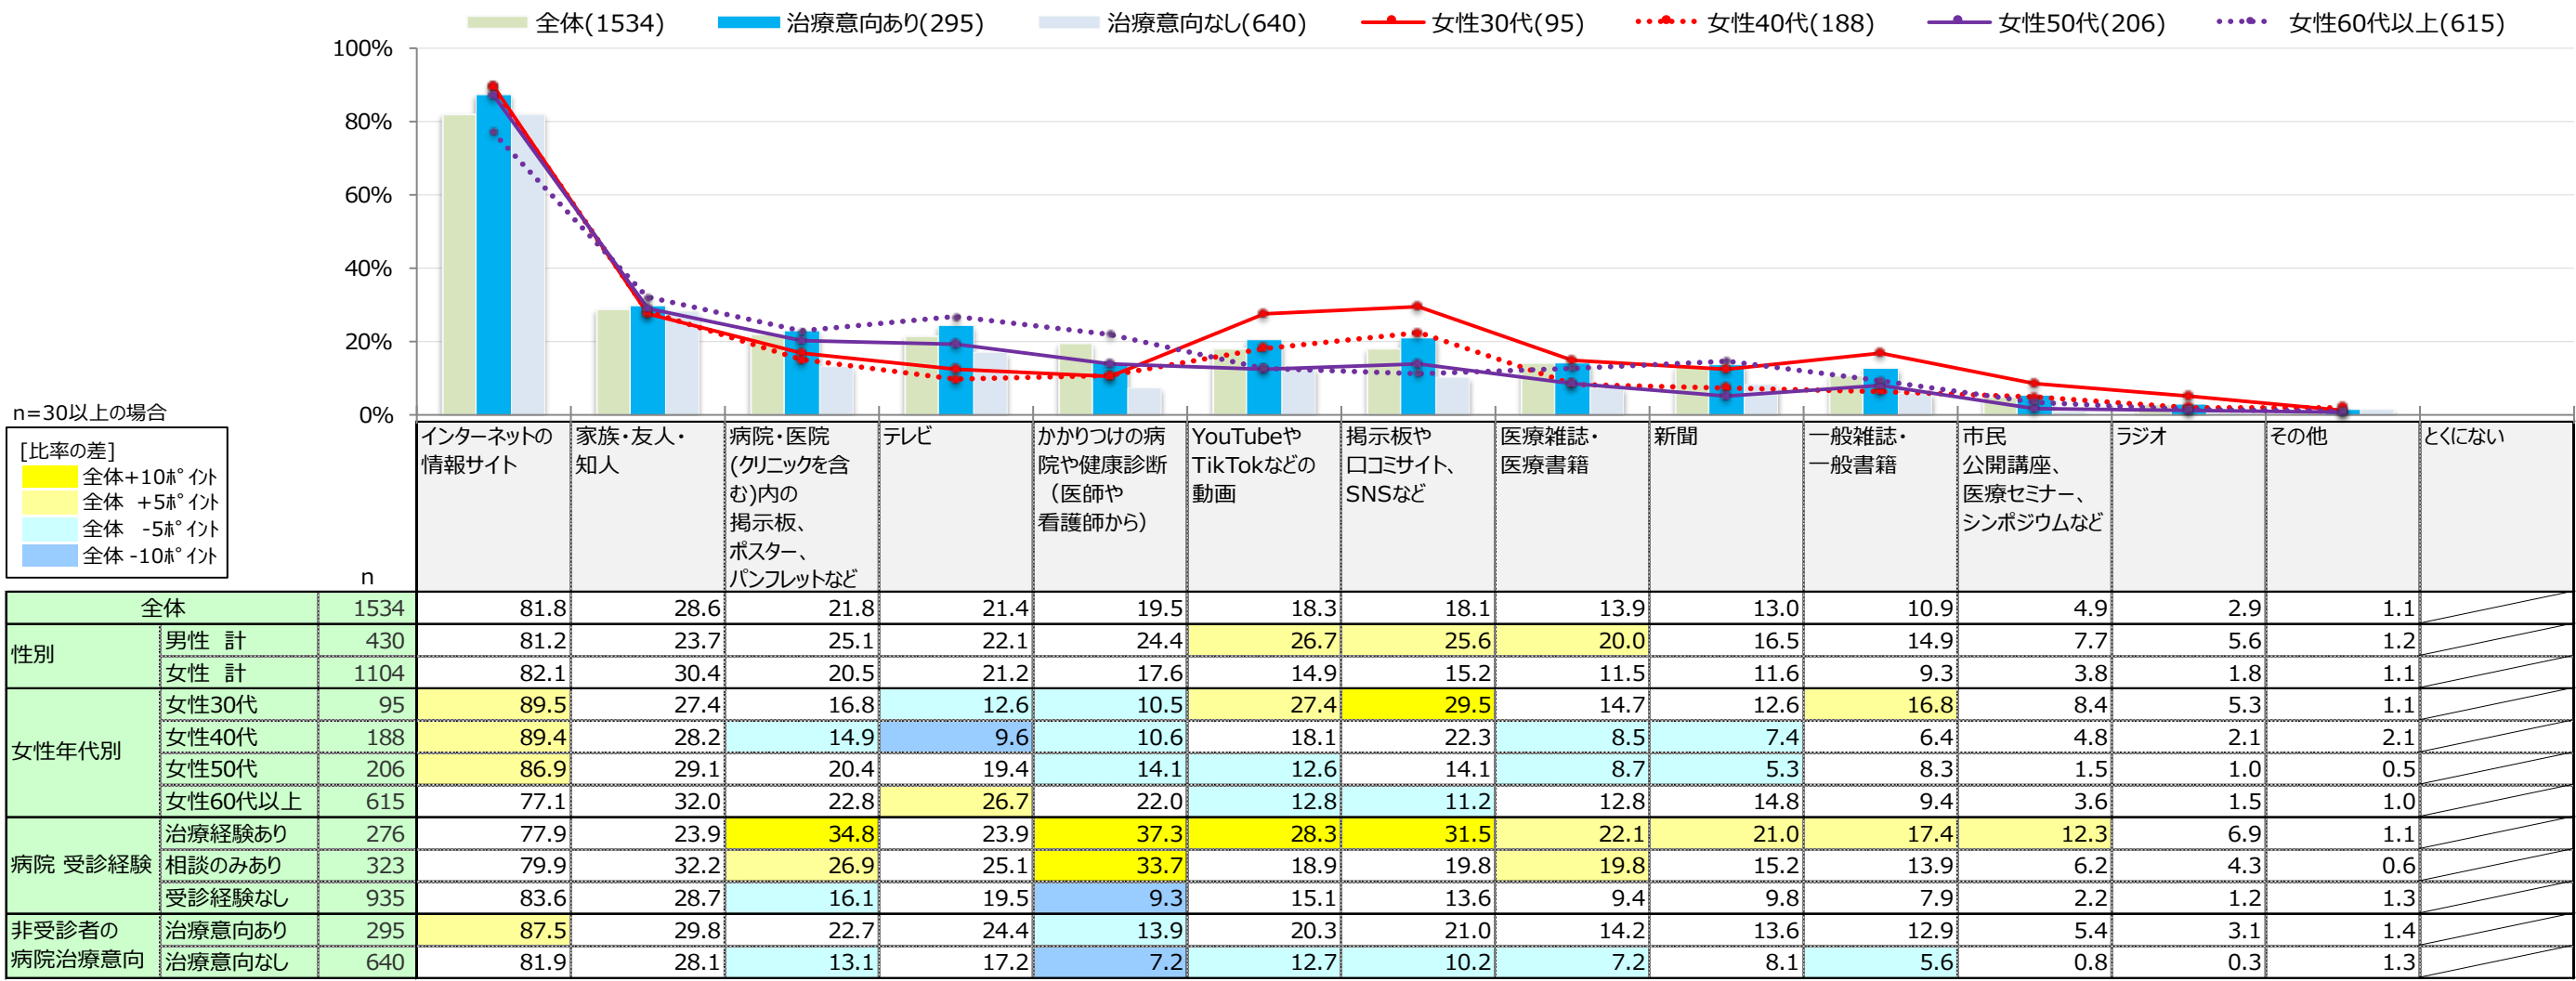 全体(1534) 治療意向あり(295) 治療意向なし(640) 女性30代(95) 女性40代(188) 女性50代(206) 女性60代以上(615)
100%
80%
60%
40%
20%
0%
n=30以上の場合
[比率の差]
全体+10ﾎﾟｲﾝﾄ
全体 +5ﾎﾟｲﾝﾄ
全体 -5ﾎﾟｲﾝﾄ
全体 -10ﾎﾟｲﾝﾄ
n
インターネットの
情報サイト
家族・友人・
知人
病院・医院
(クリニックを含
む)内の
掲示板、
ポスター、
パンフレットなど
テレビ
かかりつけの病
院や健康診断
（医師や
看護師から）
YouTubeや
TikTokなどの
動画
掲示板や
口コミサイト、
SNSなど
医療雑誌・
医療書籍
新聞
一般雑誌・
一般書籍
市民
公開講座、
医療セミナー、
シンポジウムなど
ラジオ
その他
とくにない
全体 1534 81.8 28.6 21.8 21.4 19.5 18.3 18.1 13.9 13.0 10.9 4.9 2.9 1.1
性別
男性 計 430 81.2 23.7 25.1 22.1 24.4 26.7 25.6 20.0 16.5 14.9 7.7 5.6 1.2
女性 計 1104 82.1 30.4 20.5 21.2 17.6 14.9 15.2 11.5 11.6 9.3 3.8 1.8 1.1
女性年代別
女性30代 95 89.5 27.4 16.8 12.6 10.5 27.4 29.5 14.7 12.6 16.8 8.4 5.3 1.1
女性40代 188 89.4 28.2 14.9 9.6 10.6 18.1 22.3 8.5 7.4 6.4 4.8 2.1 2.1
女性50代 206 86.9 29.1 20.4 19.4 14.1 12.6 14.1 8.7 5.3 8.3 1.5 1.0 0.5
女性60代以上 615 77.1 32.0 22.8 26.7 22.0 12.8 11.2 12.8 14.8 9.4 3.6 1.5 1.0
病院 受診経験
治療経験あり 276 77.9 23.9 34.8 23.9 37.3 28.3 31.5 22.1 21.0 17.4 12.3 6.9 1.1
相談のみあり 323 79.9 32.2 26.9 25.1 33.7 18.9 19.8 19.8 15.2 13.9 6.2 4.3 0.6
受診経験なし 935 83.6 28.7 16.1 19.5 9.3 15.1 13.6 9.4 9.8 7.9 2.2 1.2 1.3
非受診者の
病院治療意向
治療意向あり 295 87.5 29.8 22.7 24.4 13.9 20.3 21.0 14.2 13.6 12.9 5.4 3.1 1.4
治療意向なし 640 81.9 28.1 13.1 17.2 7.2 12.7 10.2 7.2 8.1 5.6 0.8 0.3 1.3